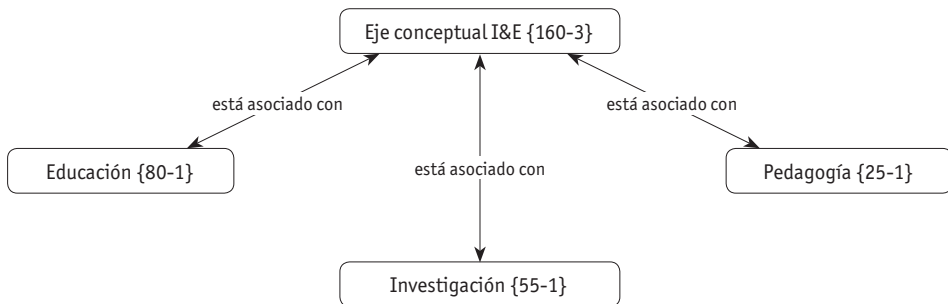 Eje conceptual I&E {160-3}
está asociado con
está asociado con
Educación {80-1}
está asociado con
Pedagogía {25-1}
Investigación {55-1}